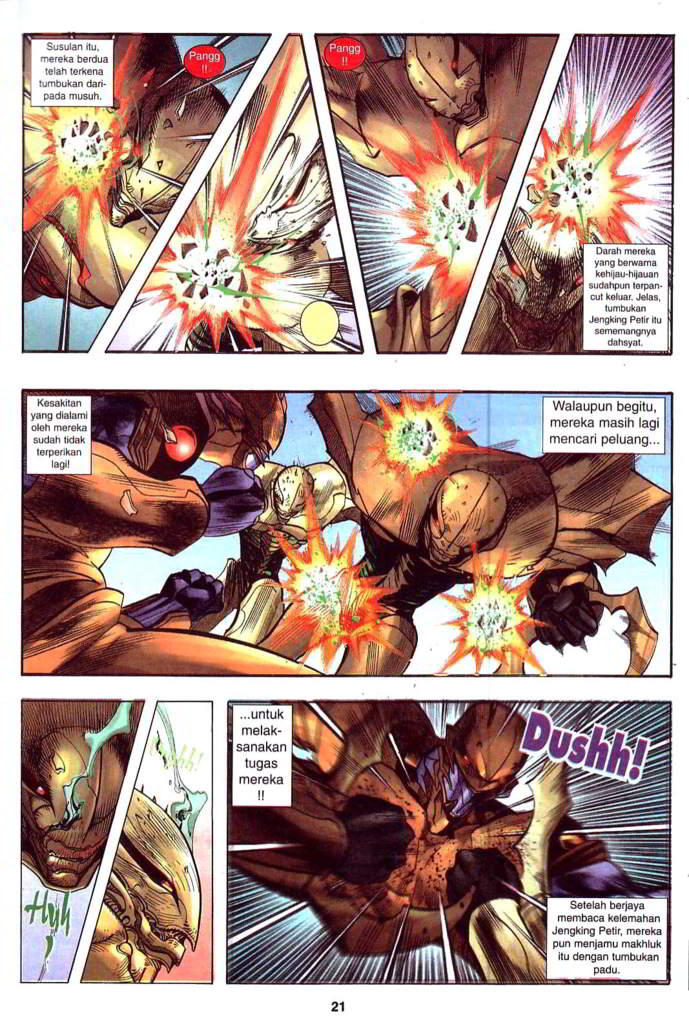 Susulan itu,
mereka berdua
telah terkena
tumbukan dari-
pada musuh.
Pangg
!!
Pangg
!!
Darah mereka
yang berwarna
kehijau-hijauan
sudahpun terpan-
cut keluar. Jelas,
tumbukan
Jengking Petir itu
sememangnya
dahsyat.
Kesakitan
yang dialami
oleh mereka
sudah tidak
terperikan
lagi!
Walaupun begitu,
mereka masih lagi
mencari peluang...
Hyh
...untuk
melak-
sanakan
tugas
mereka
!!
Dushh!
Setelah berjaya
membaca kelemahan
Jengking Petir, mereka
pun menjamu makhluk
itu dengan tumbukan
padu.
21